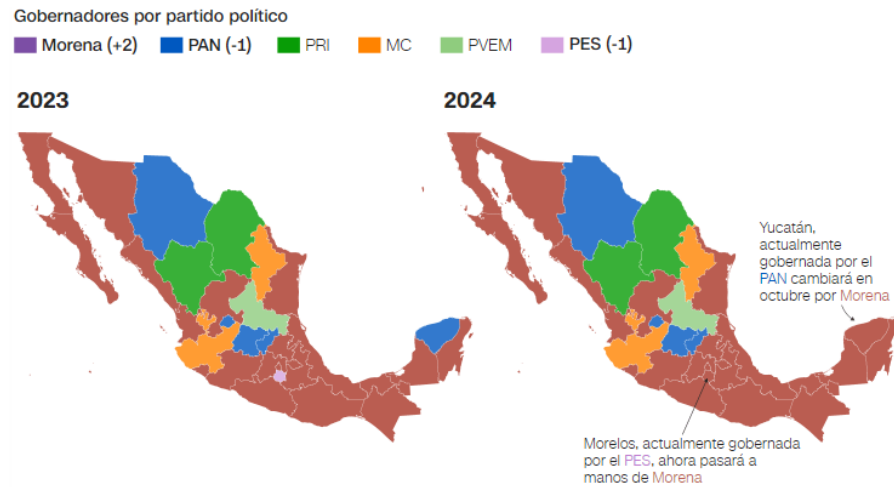 Gobernadores por partido político
Morena (+2) PAN (-1) PRI MC PVEM PES (-1)
2023
2024
Yucatán,
actualmente
gobernada por el
PAN cambiará en
octubre por Morena
Morelos, actualmente gobernada
por el PES, ahora pasará a
manos de Morena